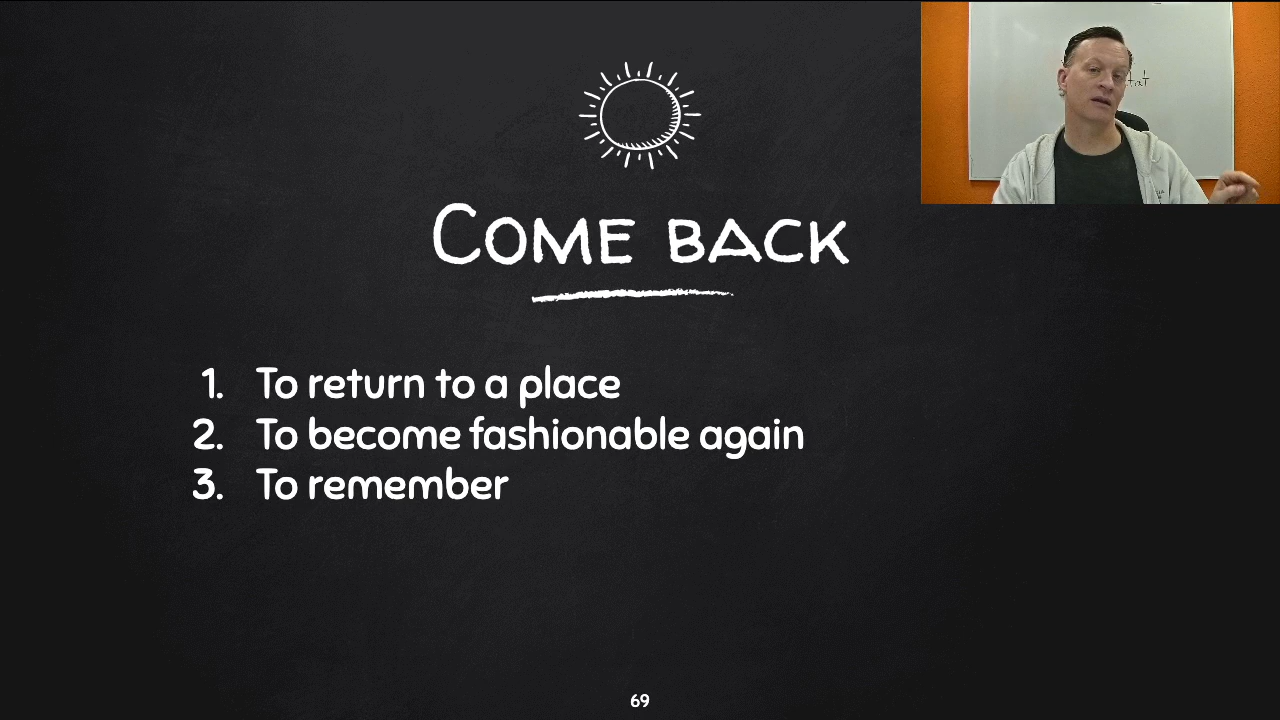 Come back
1. To return to a place
2. To become fashionable again
3. To remember
69